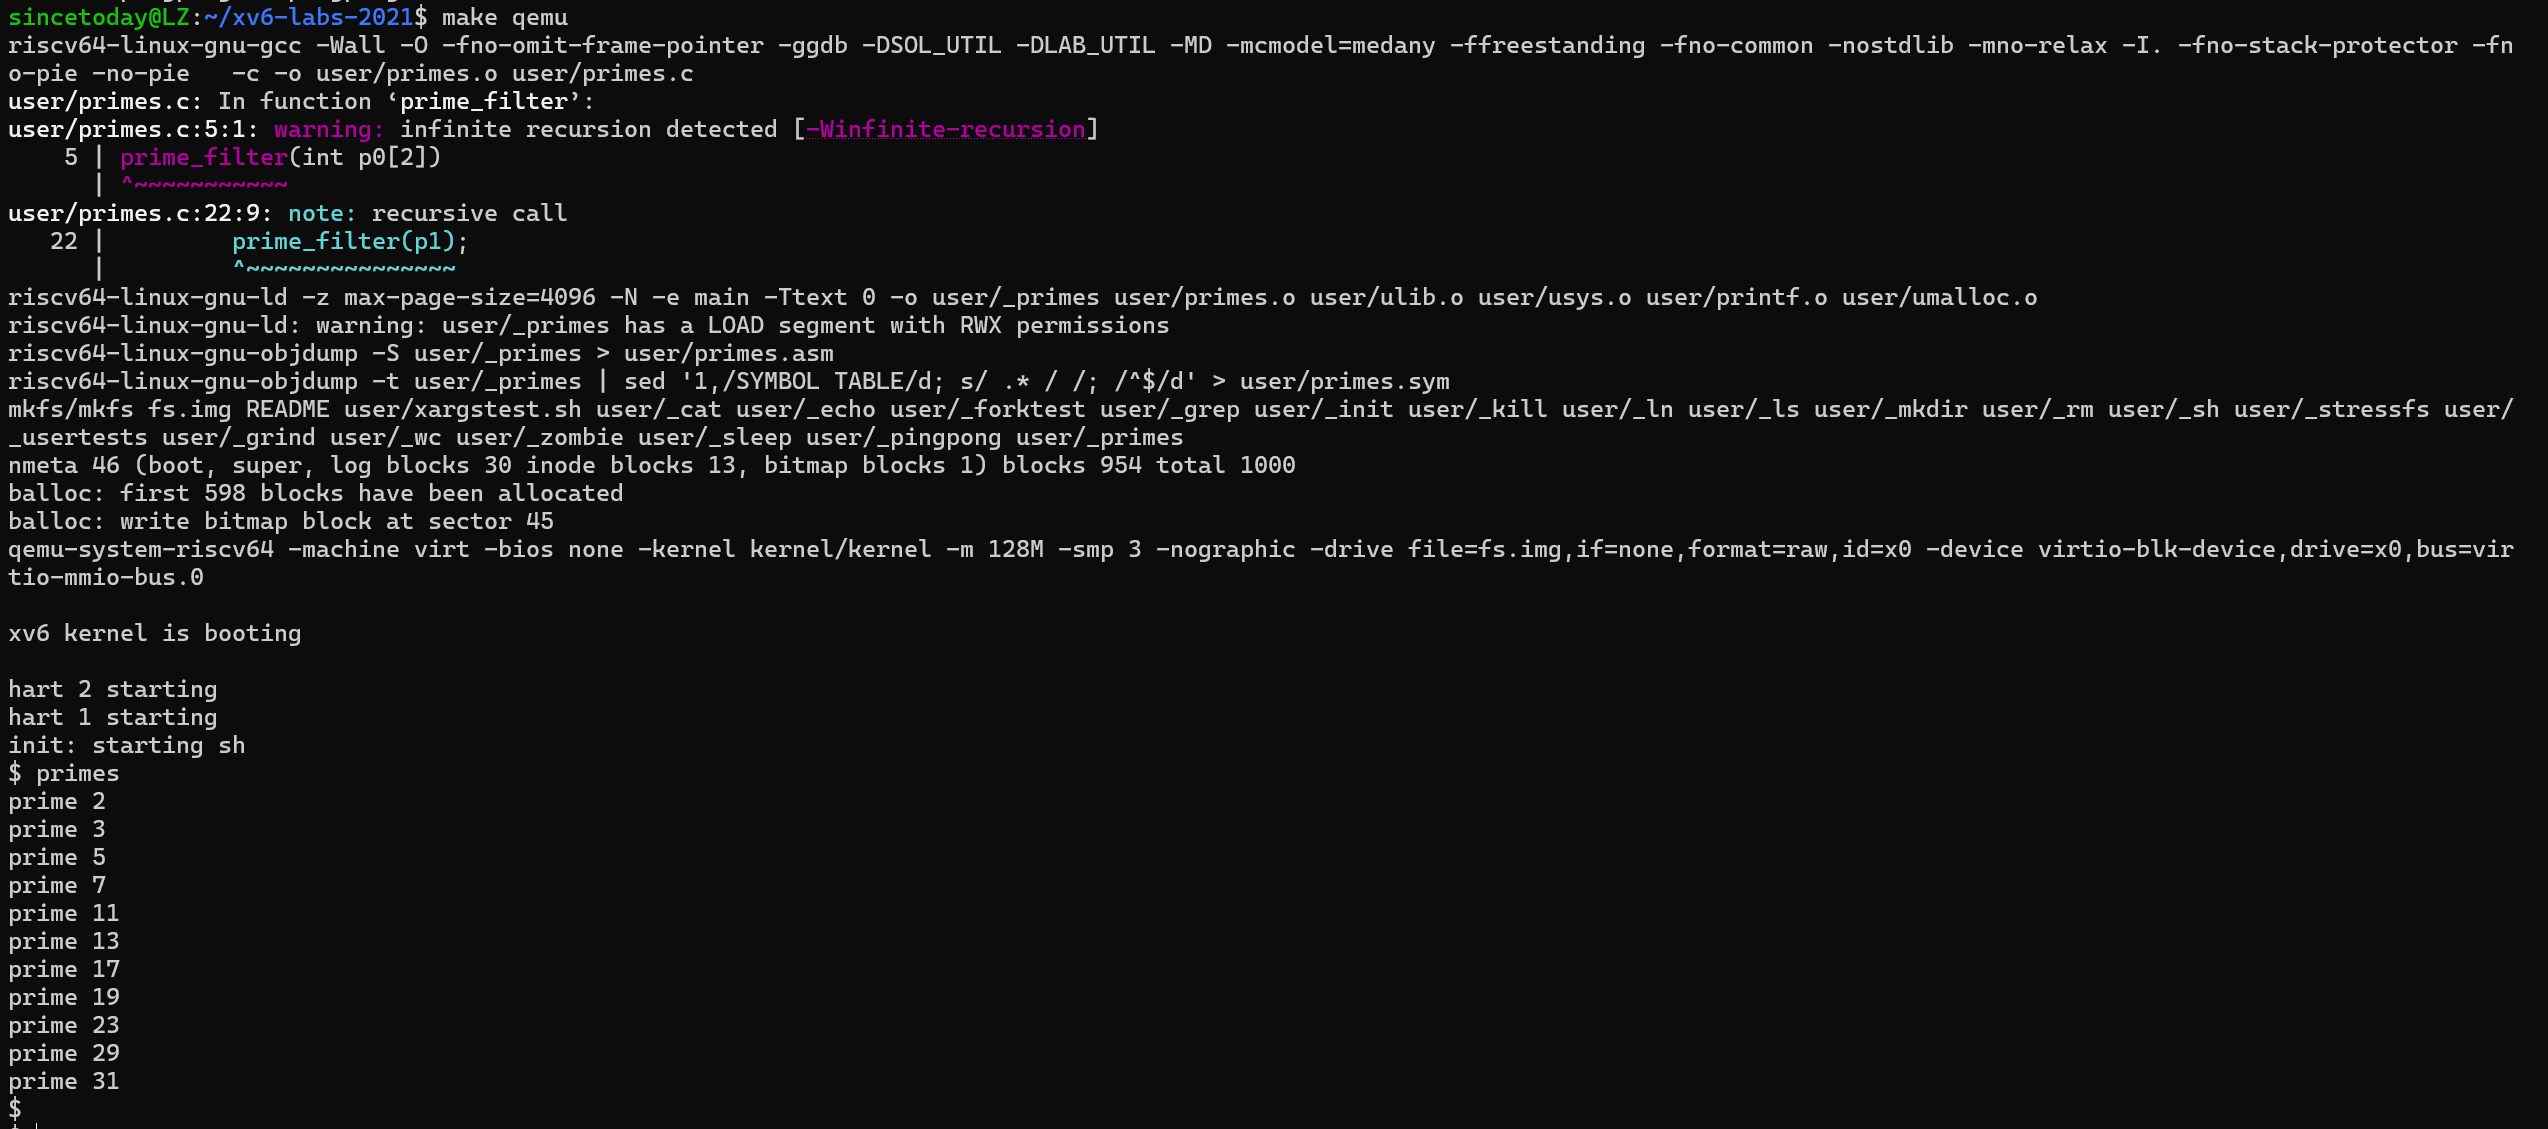 sincetoday@LZ:~/xv6-labs-2021$ make qemu
riscv64-linux-gnu-gcc -Wall -O -fno-omit-frame-pointer -ggdb -DSOL_UTIL -DLAB_UTIL -MD -mcmodel=medany -ffreestanding -fno-common -nostdlib -mno-relax -I. -fno-stack-protector -fn
o-pie -no-pie   -c -o user/primes.o user/primes.c
user/primes.c: In function ‘prime_filter’:
user/primes.c:5:1: warning: infinite recursion detected [-Winfinite-recursion]
    5 | prime_filter(int p0[2])
      | ^~~~~~~~~~~~
user/primes.c:22:9: note: recursive call
   22 |         prime_filter(p1);
      |         ^~~~~~~~~~~~~~~~
riscv64-linux-gnu-ld -z max-page-size=4096 -N -e main -Ttext 0 -o user/_primes user/primes.o user/ulib.o user/usys.o user/printf.o user/umalloc.o
riscv64-linux-gnu-ld: warning: user/_primes has a LOAD segment with RWX permissions
riscv64-linux-gnu-objdump -S user/_primes > user/primes.asm
riscv64-linux-gnu-objdump -t user/_primes | sed '1,/SYMBOL TABLE/d; s/ .* / /; /^$/d' > user/primes.sym
mkfs/mkfs fs.img README user/xargstest.sh user/_cat user/_echo user/_forktest user/_grep user/_init user/_kill user/_ln user/_ls user/_mkdir user/_rm user/_sh user/_stressfs user/
_usertests user/_grind user/_wc user/_zombie user/_sleep user/_pingpong user/_primes
nmeta 46 (boot, super, log blocks 30 inode blocks 13, bitmap blocks 1) blocks 954 total 1000
balloc: first 598 blocks have been allocated
balloc: write bitmap block at sector 45
qemu-system-riscv64 -machine virt -bios none -kernel kernel/kernel -m 128M -smp 3 -nographic -drive file=fs.img,if=none,format=raw,id=x0 -device virtio-blk-device,drive=x0,bus=vir
tio-mmio-bus.0

xv6 kernel is booting

hart 2 starting
hart 1 starting
init: starting sh
$ primes
prime 2
prime 3
prime 5
prime 7
prime 11
prime 13
prime 17
prime 19
prime 23
prime 29
prime 31
$